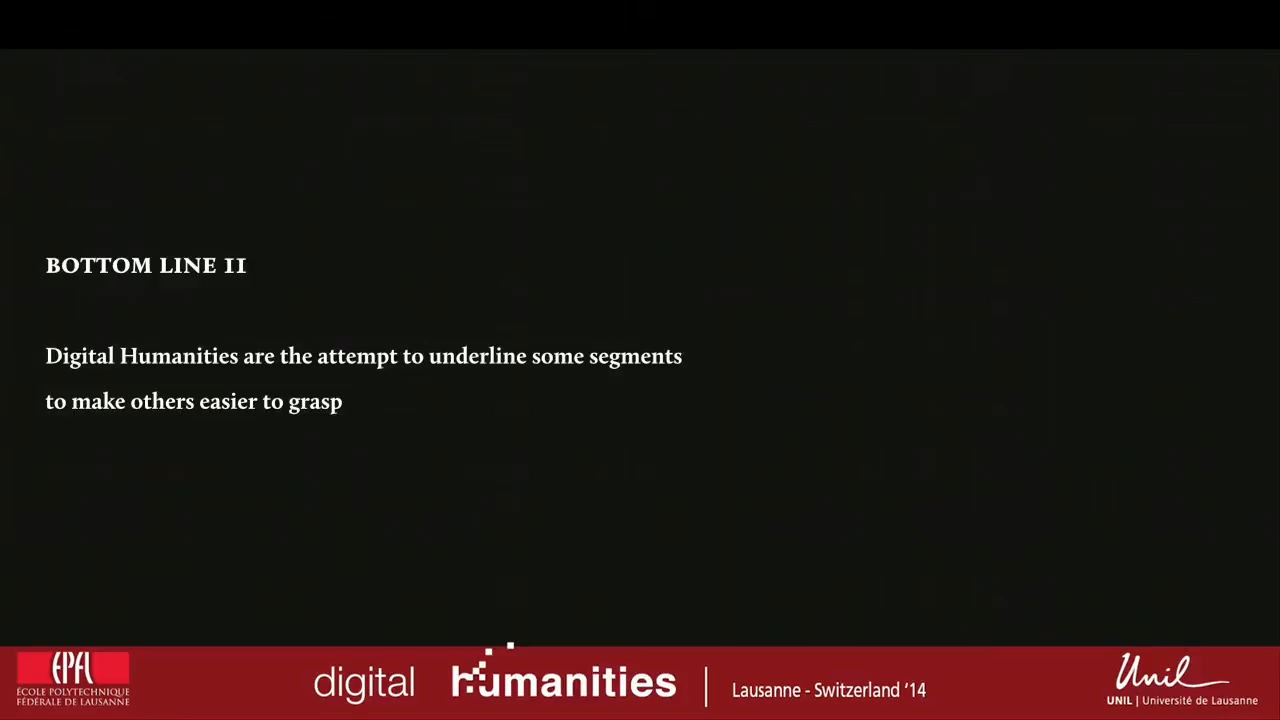 BOTTOM LINE II
Digital Humanities are the attempt to underline some segments
to make others easier to grasp
EPFL
ÉCOLE POLYTECHNIQUE
FÉDÉRALE DE LAUSANNE
digital humanities | Lausanne - Switzerland '14
Unil
UNIL | Université de Lausanne